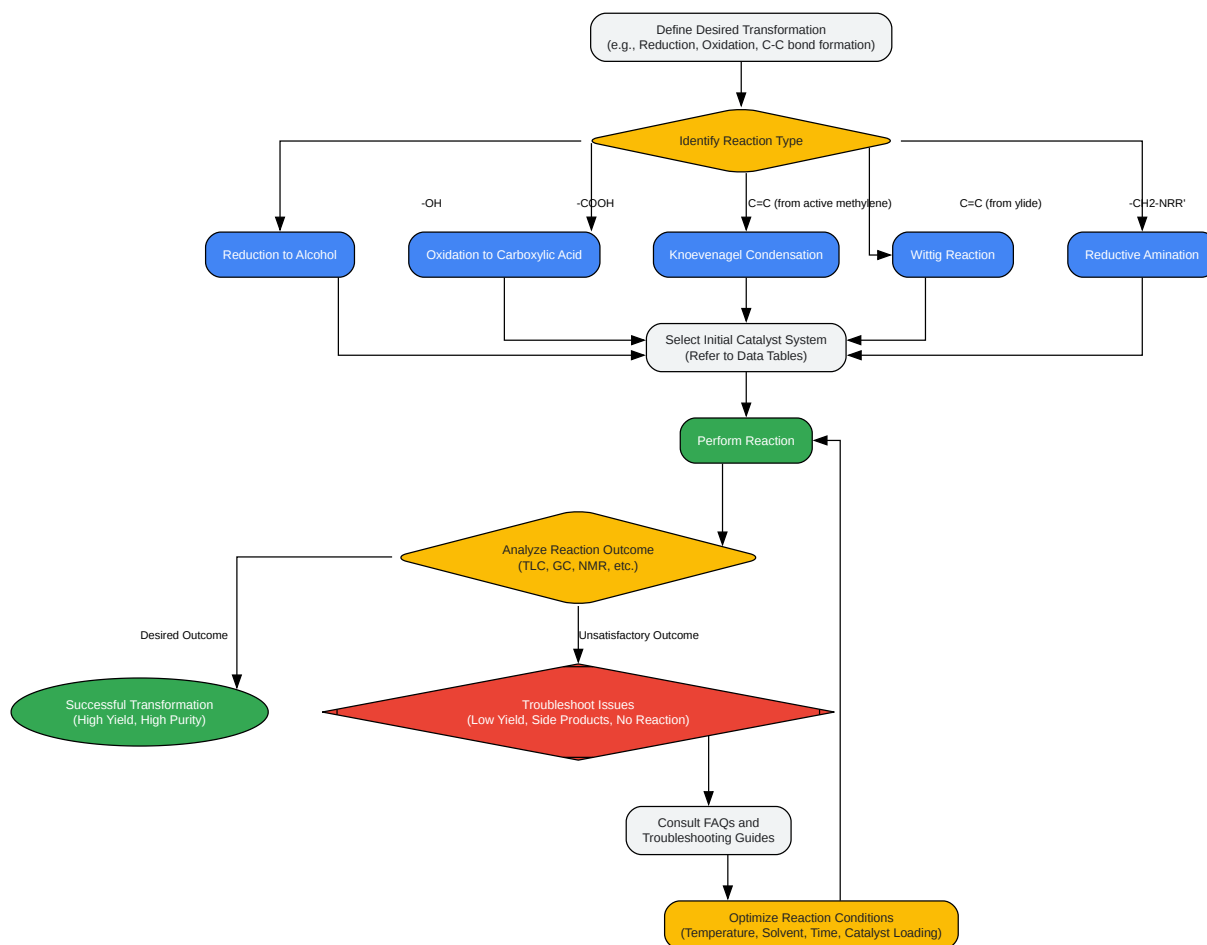 Define Desired Transformation
(e.g., Reduction, Oxidation, C-C bond formation)
Identify Reaction Type
-OH
-COOH
C=C (from active methylene)
C=C (from ylide)
-CH2-NRR'
Reduction to Alcohol
Oxidation to Carboxylic Acid
Knoevenagel Condensation
Wittig Reaction
Reductive Amination
Select Initial Catalyst System
(Refer to Data Tables)
Perform Reaction
Analyze Reaction Outcome
(TLC, GC, NMR, etc.)
Desired Outcome
Unsatisfactory Outcome
Successful Transformation
(High Yield, High Purity)
Troubleshoot Issues
(Low Yield, Side Products, No Reaction)
Consult FAQs and
Troubleshooting Guides
Optimize Reaction Conditions
(Temperature, Solvent, Time, Catalyst Loading)